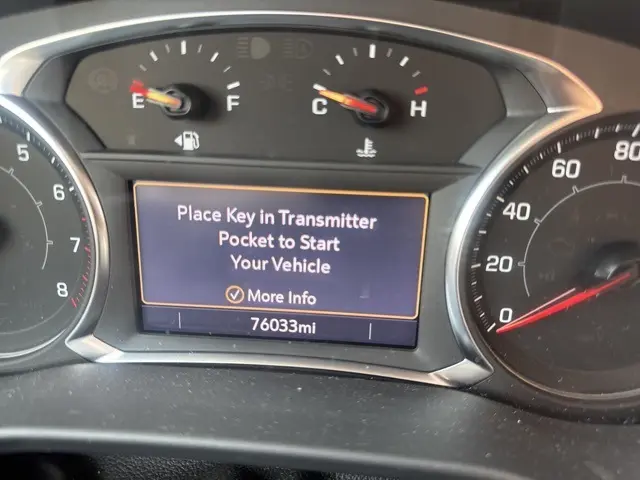 E F
C H
5
6
7
8
Place Key in Transmitter
Pocket to Start
Your Vehicle
More Info
76033mi
0
20
40
60
80